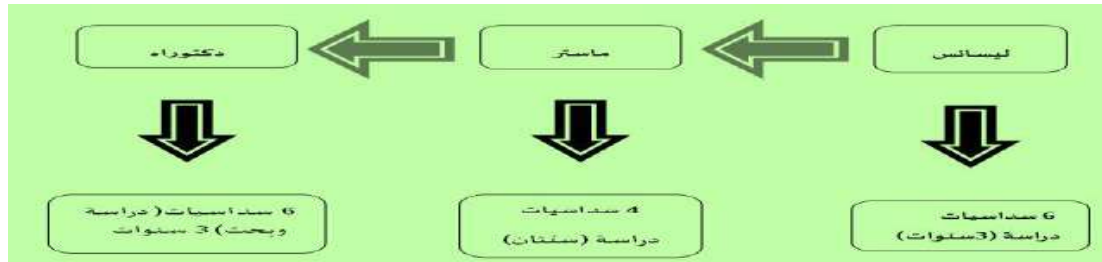 ليسانس
ماستر
دكتوراه
6 سداسيات
دراسة (3سنوات)
4 سداسيات
دراسة (سنتان)
6 سداسيات( دراسة
وبحث) 3 سنوات